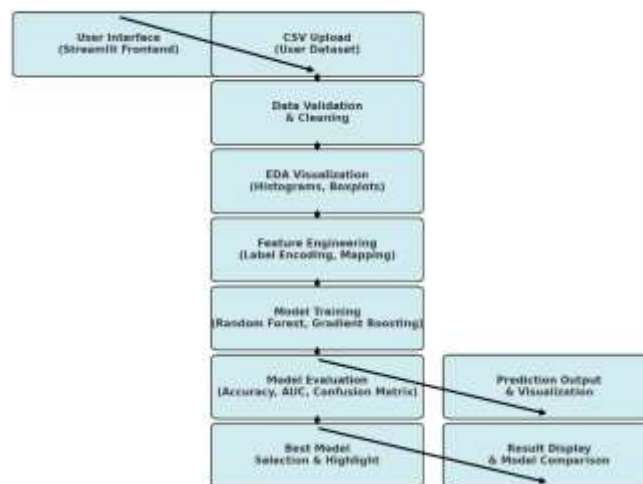 User Interface
(Streamlit Frontend)
CSV Upload
(User Dataset)
Data Validation
& Cleaning
EDA Visualization
(Histograms, Boxplots)
Feature Engineering
(Label Encoding, Mapping)
Model Training
(Random Forest, Gradient Boosting)
Model Evaluation
(Accuracy, AUC, Confusion Matrix)
Prediction Output
& Visualization
Best Model
Selection & Highlight
Result Display
& Model Comparison